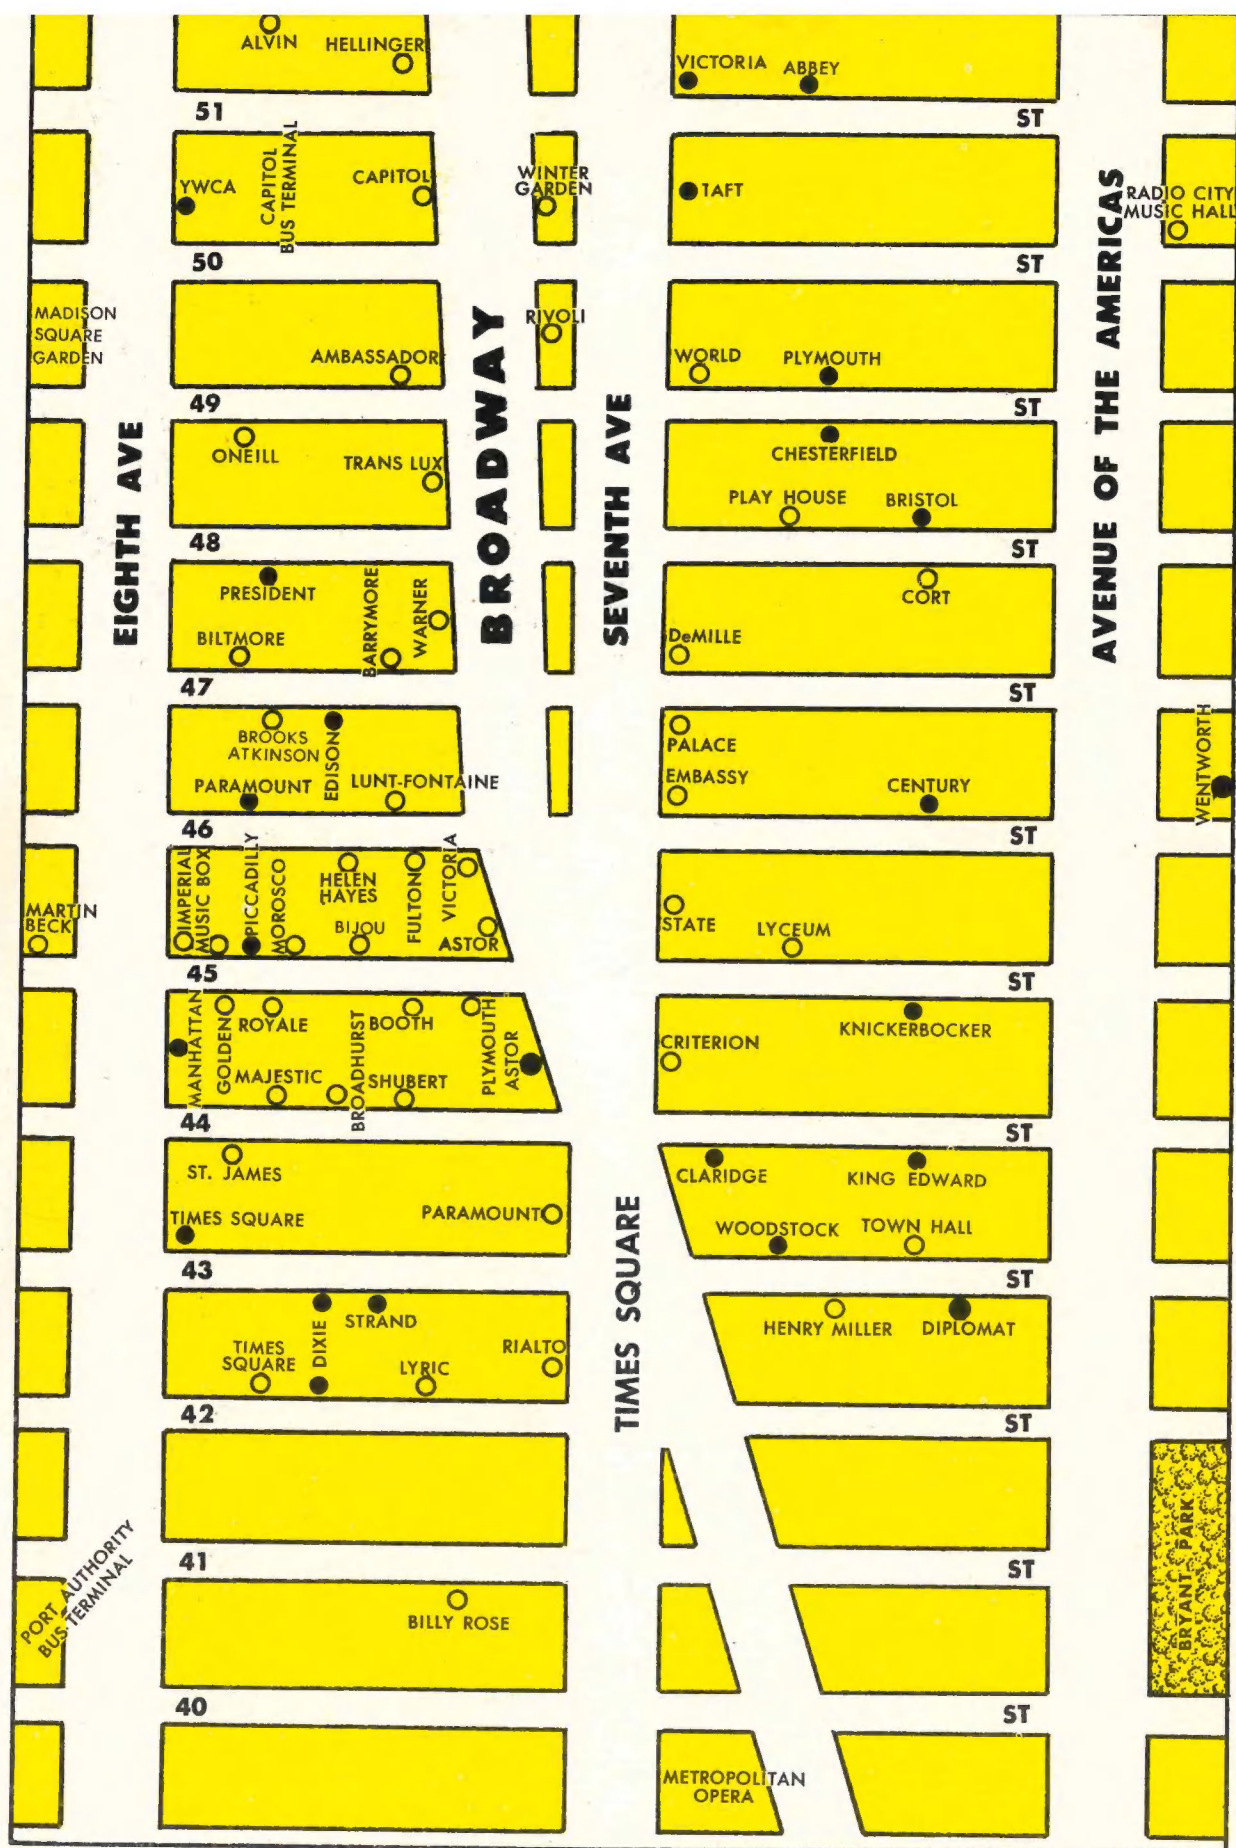 ALVIN
HELLINGER
VICTORIA
ABBEY
51
ST
YWCA
CAPITOL
BUS TERMINAL
CAPITOL
WINTER
GARDEN
TAFT
RADIO CITY
MUSIC HALL
50
ST
MADISON
SQUARE
GARDEN
AMBASSADOR
RIVOLI
WORLD
PLYMOUTH
49
ST
EIGHTH AVE
BROADWAY
SEVENTH AVE
AVENUE OF THE AMERICAS
ONEILL
TRANS LUX
CHESTERFIELD
PLAY HOUSE
BRISTOL
48
ST
PRESIDENT
BILTMORE
BARRYMORE
WARNER
CORT
DeMILLE
47
ST
BROOKS
ATKINSON
EDISON
PARAMOUNT
LUNT-FONTAINE
PALACE
EMBASSY
CENTURY
WENTWORTH
46
ST
MARTIN
BECK
IMPERIAL
MUSIC BOX
PICCADILLY
MOROSCO
HELEN
HAYES
BIJOU
FULTON
VICTORIA
ASTOR
STATE
LYCEUM
45
ST
MANHATTAN
GOLDEN
ROYALE
MAJESTIC
BROADHURST
BOOTH
SHUBERT
PLYMOUTH
ASTOR
CRITERION
KNICKERBOCKER
44
ST
ST. JAMES
TIMES SQUARE
PARAMOUNT
CLARIDGE
KING EDWARD
WOODSTOCK
TOWN HALL
43
ST
TIMES SQUARE
TIMES
SQUARE
DIXIE
STRAND
LYRIC
RIALTO
HENRY MILLER
DIPLOMAT
42
ST
PORT AUTHORITY
BUS TERMINAL
BRYANT PARK
41
ST
BILLY ROSE
40
ST
METROPOLITAN
OPERA